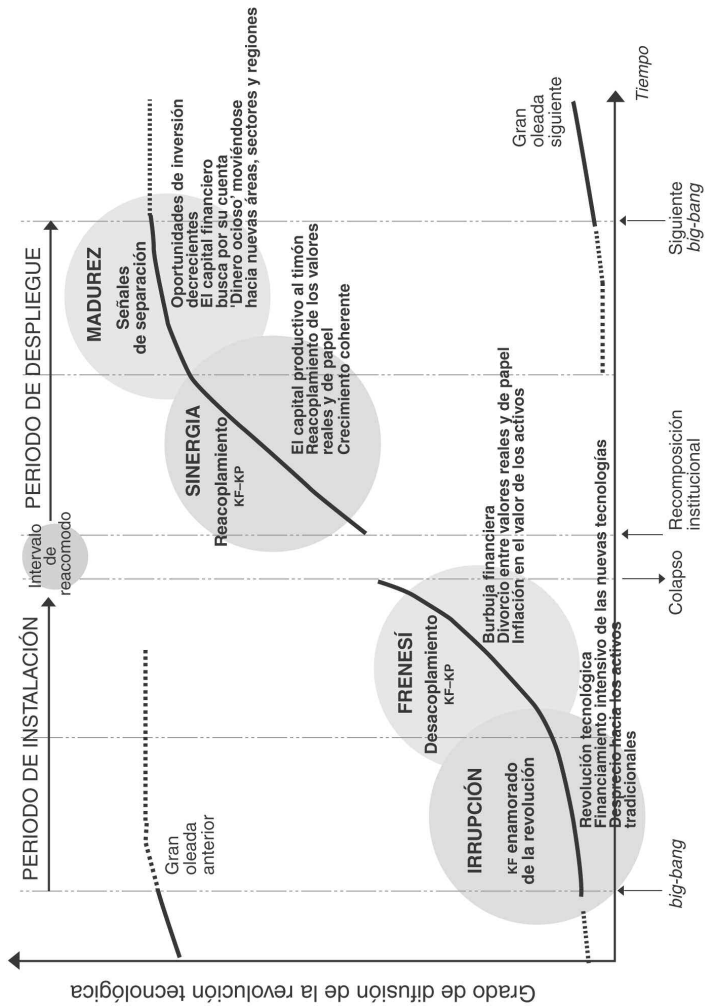 PERIODO DE INSTALACIÓN
Intervalo
de
reacomodo
PERIODO DE DESPLIEGUE
Grado de difusión de la revolución tecnológica
Gran
oleada
anterior
IRRUPCIÓN
KF enamorado
de la revolución
Revolución tecnológica
Financiamiento intensivo de las nuevas tecnologías
Desprecio hacia los activos
tradicionales
FRENESÍ
Desacoplamiento
KF–KP
Burbuja financiera
Divorcio entre valores reales y de papel
Inflación en el valor de los activos
SINERGIA
Reacoplamiento
KF–KP
El capital productivo al timón
Reacoplamiento de los valores
reales y de papel
Crecimiento coherente
MADUREZ
Señales
de separación
Oportunidades de inversión
decrecientes
El capital financiero
busca por su cuenta
'Dinero ocioso' moviéndose
hacia nuevas áreas, sectores y regiones
Gran
oleada
siguiente
Tiempo
big-bang
Colapso
Recomposición
institucional
Siguiente
big-bang